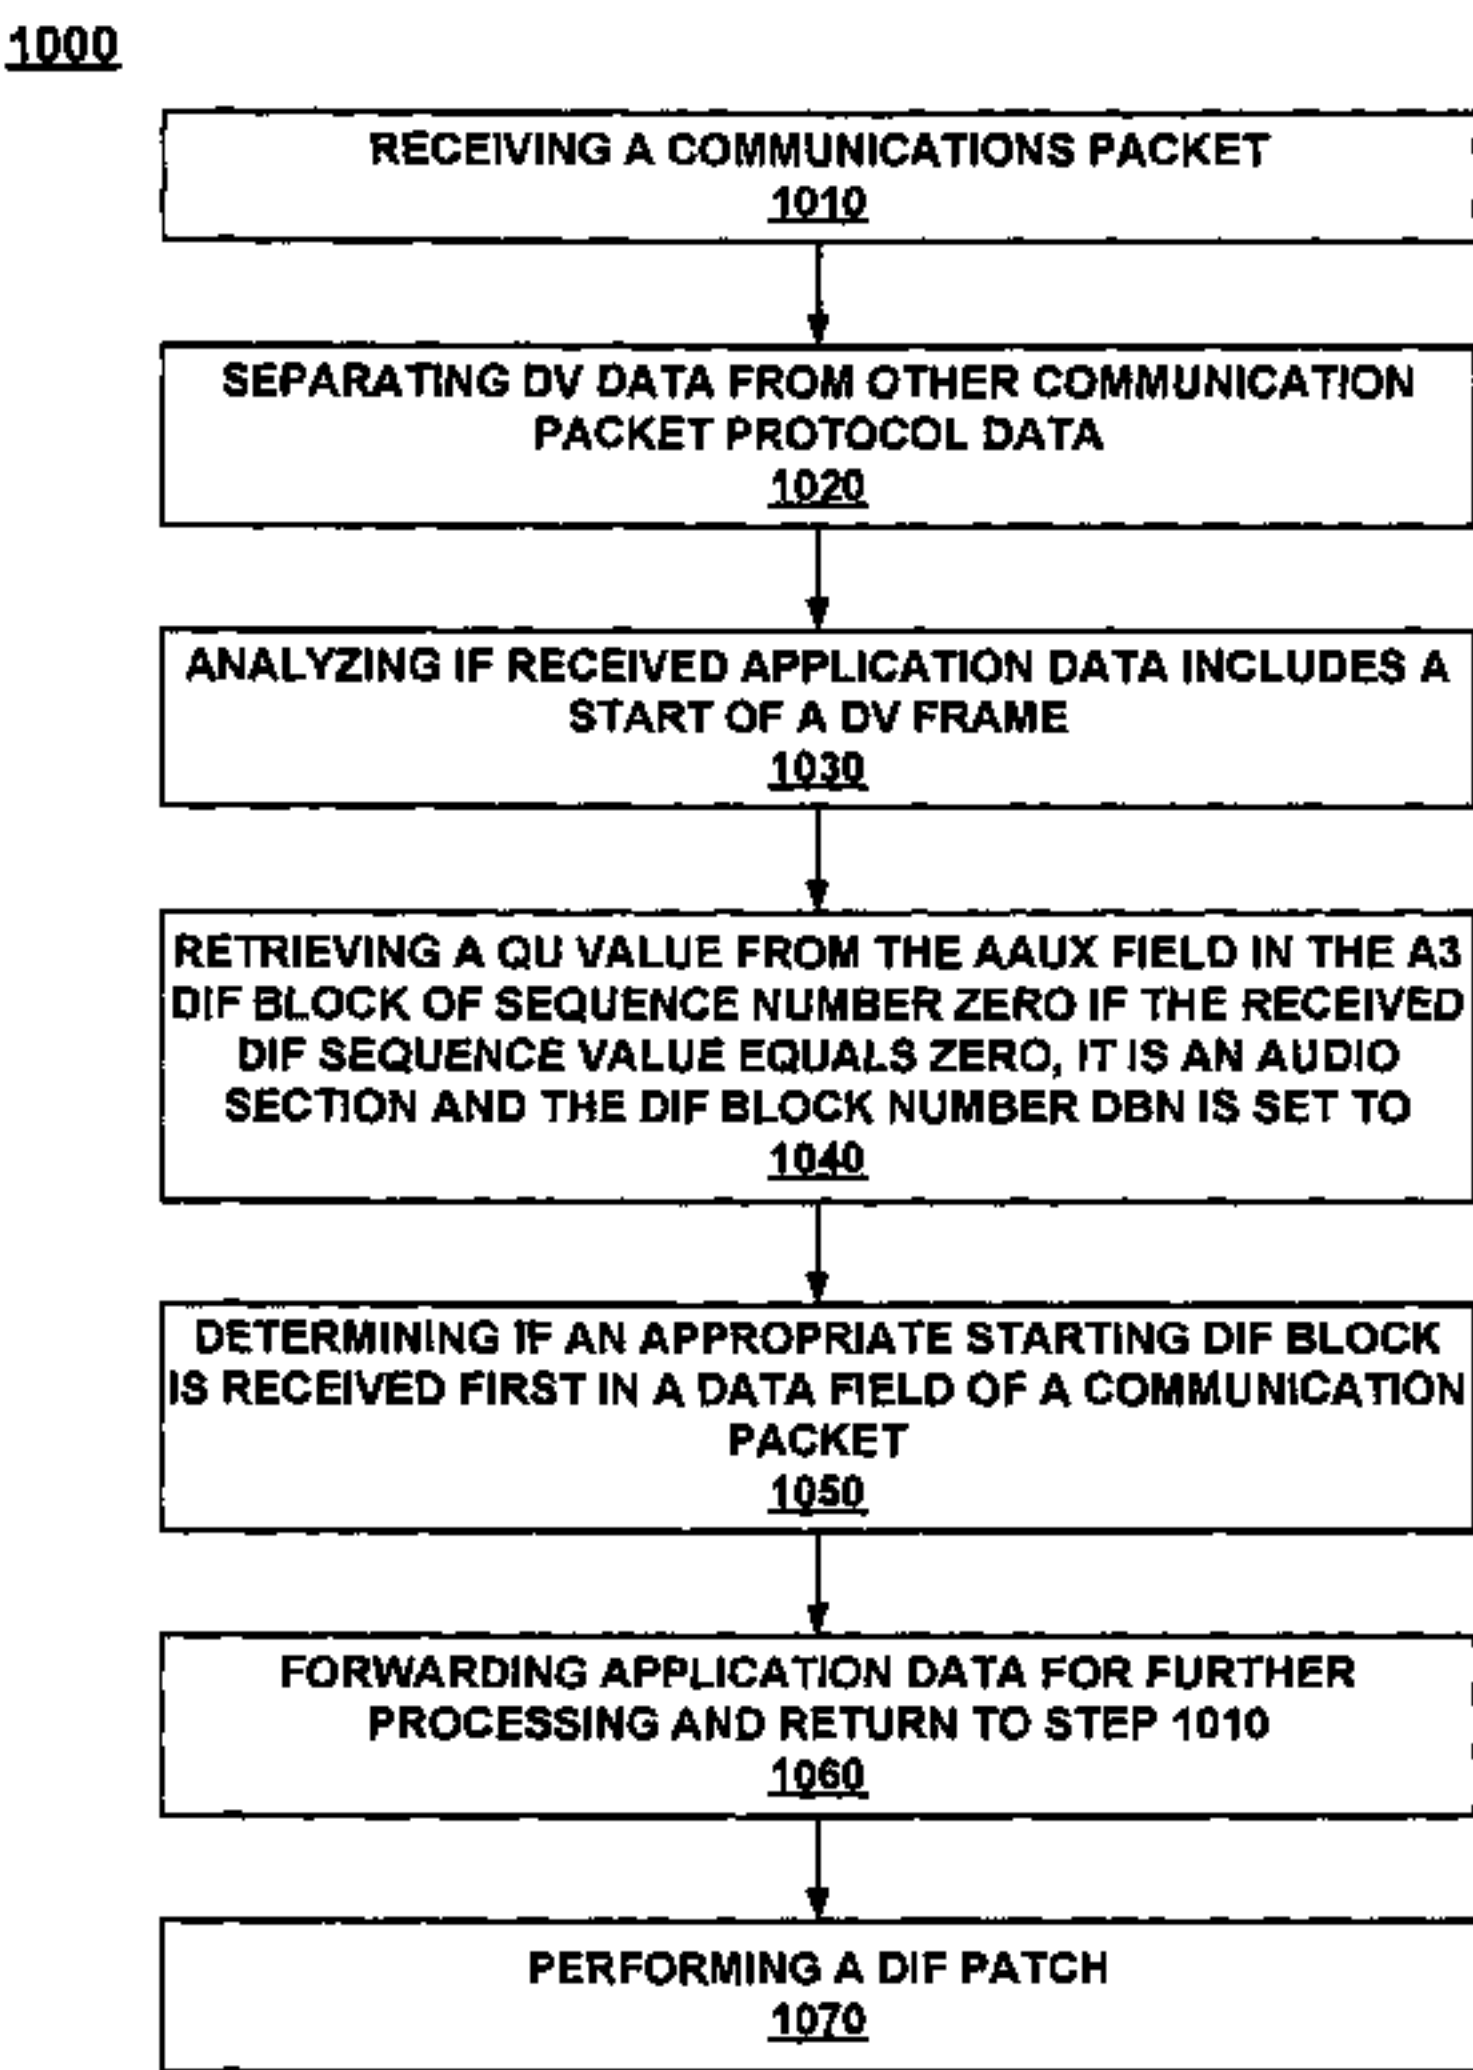 1000
RECEIVING A COMMUNICATIONS PACKET
1010
SEPARATING DV DATA FROM OTHER COMMUNICATION
PACKET PROTOCOL DATA
1020
ANALYZING IF RECEIVED APPLICATION DATA INCLUDES A
START OF A DV FRAME
1030
RETRIEVING A QU VALUE FROM THE AAUX FIELD IN THE A3
DIF BLOCK OF SEQUENCE NUMBER ZERO IF THE RECEIVED
DIF SEQUENCE VALUE EQUALS ZERO, IT IS AN AUDIO
SECTION AND THE DIF BLOCK NUMBER DBN IS SET TO
1040
DETERMINING IF AN APPROPRIATE STARTING DIF BLOCK
IS RECEIVED FIRST IN A DATA FIELD OF A COMMUNICATION
PACKET
1050
FORWARDING APPLICATION DATA FOR FURTHER
PROCESSING AND RETURN TO STEP 1010
1060
PERFORMING A DIF PATCH
1070